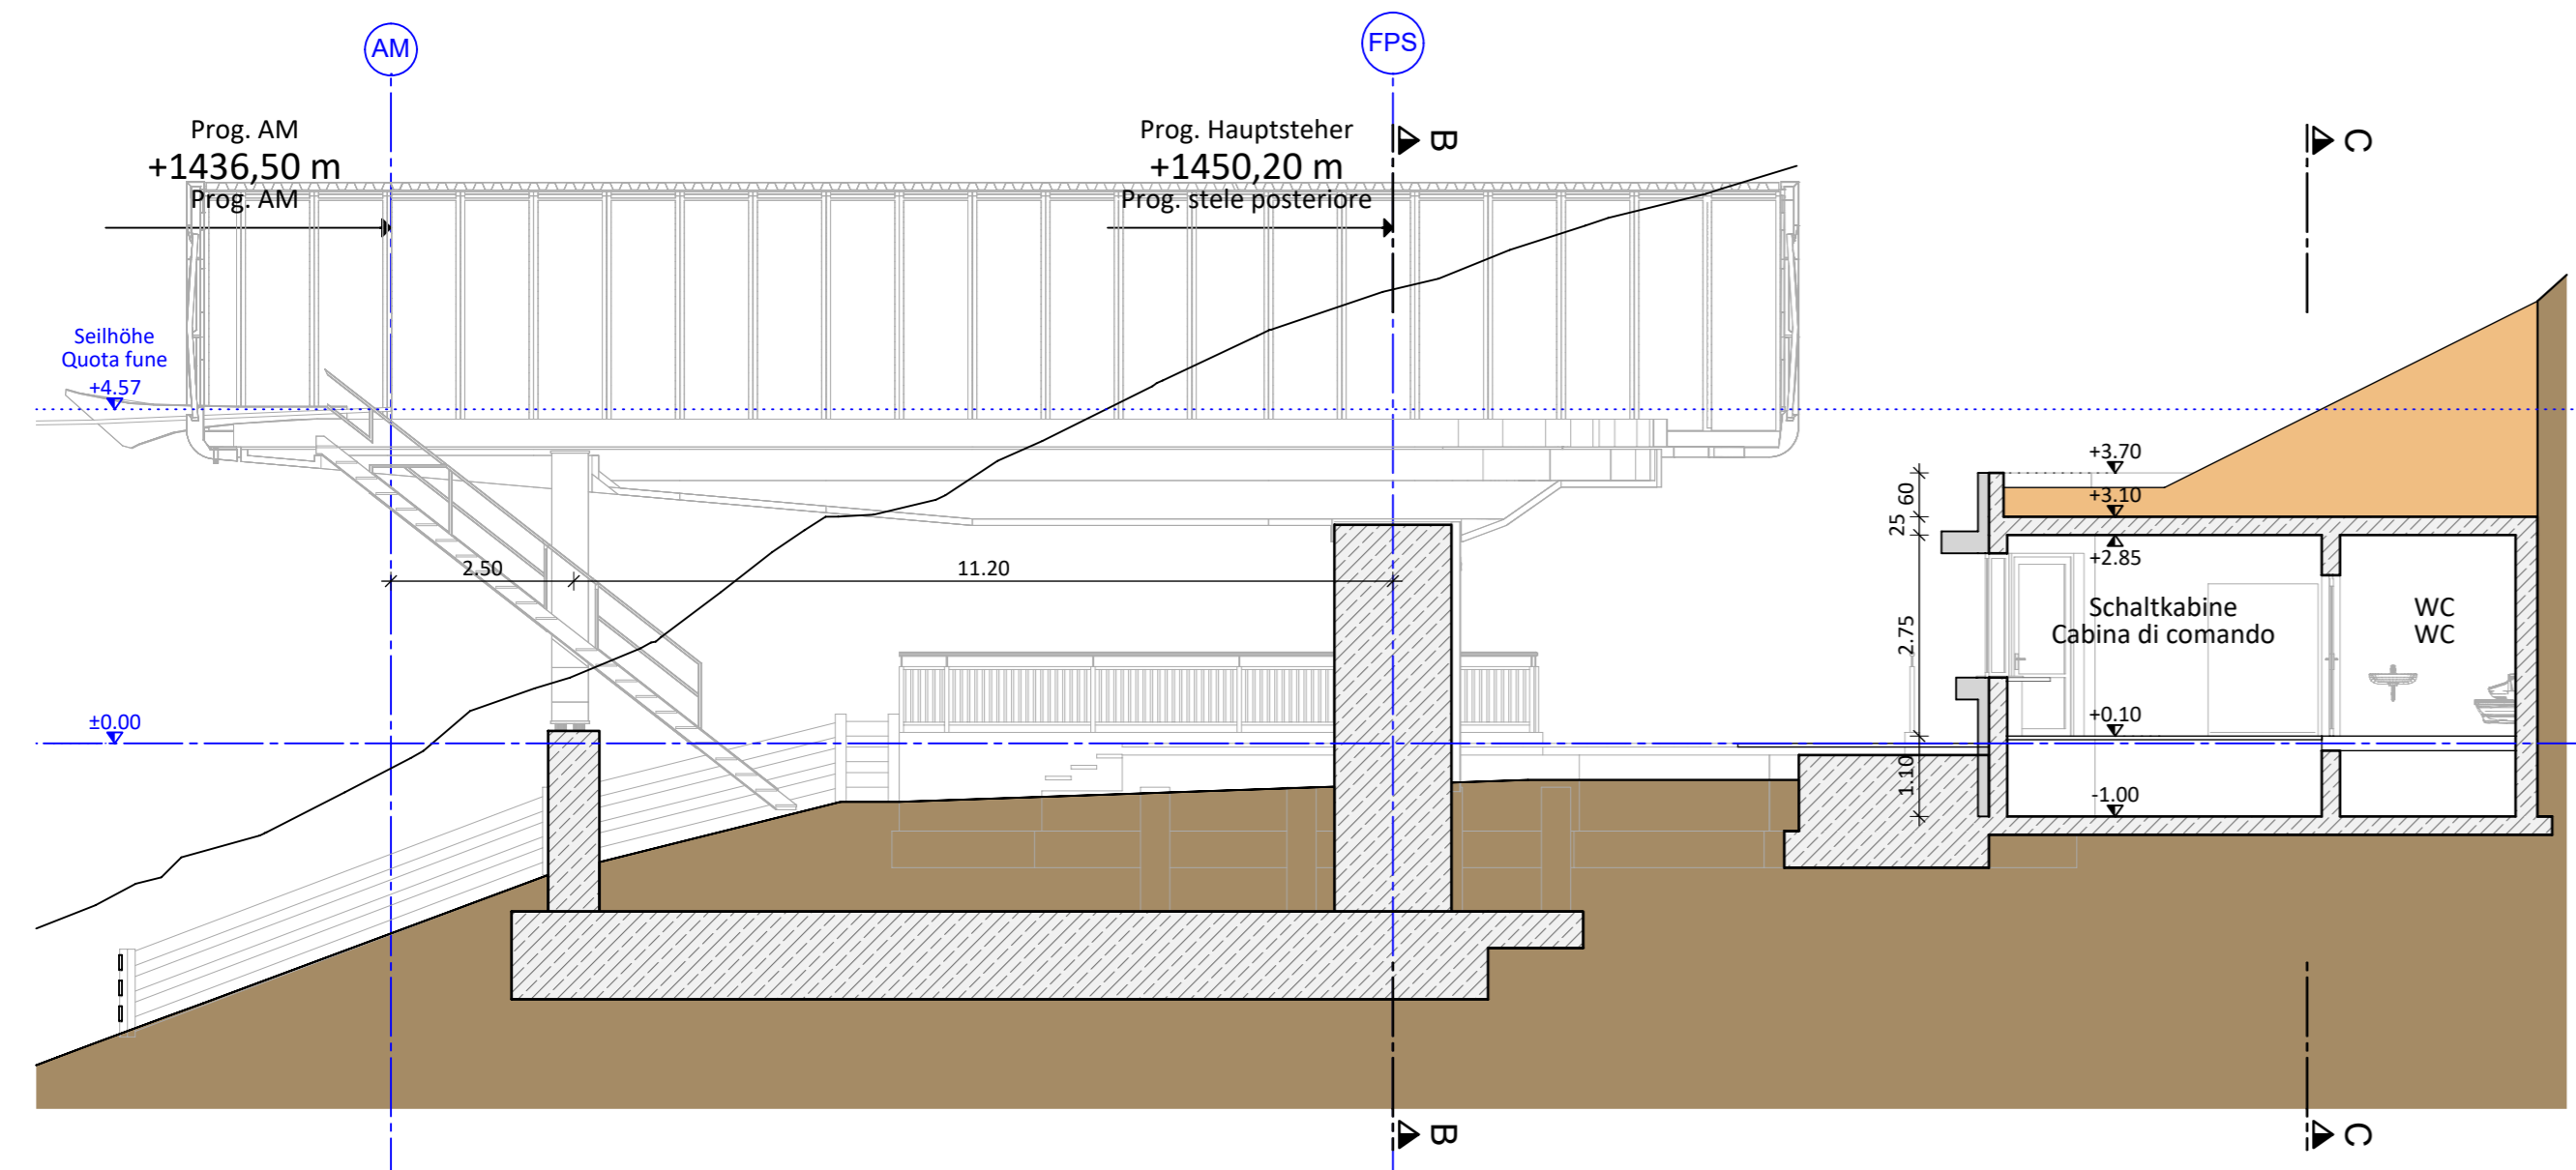 AM
FPS
Prog. AM
+1436,50 m
Prog. AM
Prog. Hauptsteher
+1450,20 m
Prog. stele posteriore
B
C
Seilhöhe
Quota fune
+4.57
+3.70
+3.10
+2.85
60
25
2.75
1.10
2.50
11.20
Schaltkabine
Cabina di comando
WC
WC
±0.00
+0.10
-1.00
B
C